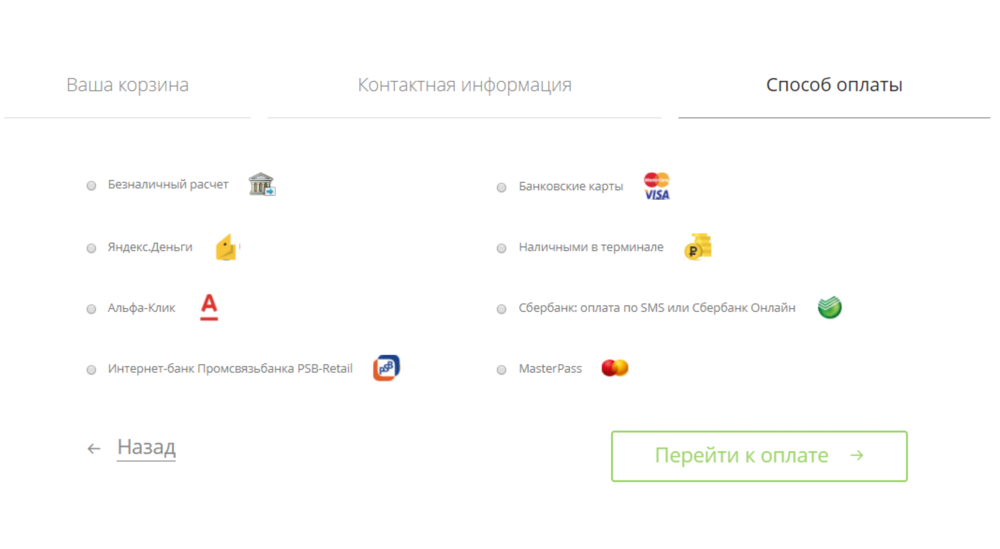 Ваша корзина
Контактная информация
Способ оплаты
Безналичный расчет
Банковские карты
MasterCard
VISA
Яндекс.Деньги
Наличными в терминале
Альфа-Клик
А
Сбербанк: оплата по SMS или Сбербанк Онлайн
Интернет-банк Промсвязьбанка PSB-Retail
PSB
MasterPass
← Назад
Перейти к оплате →